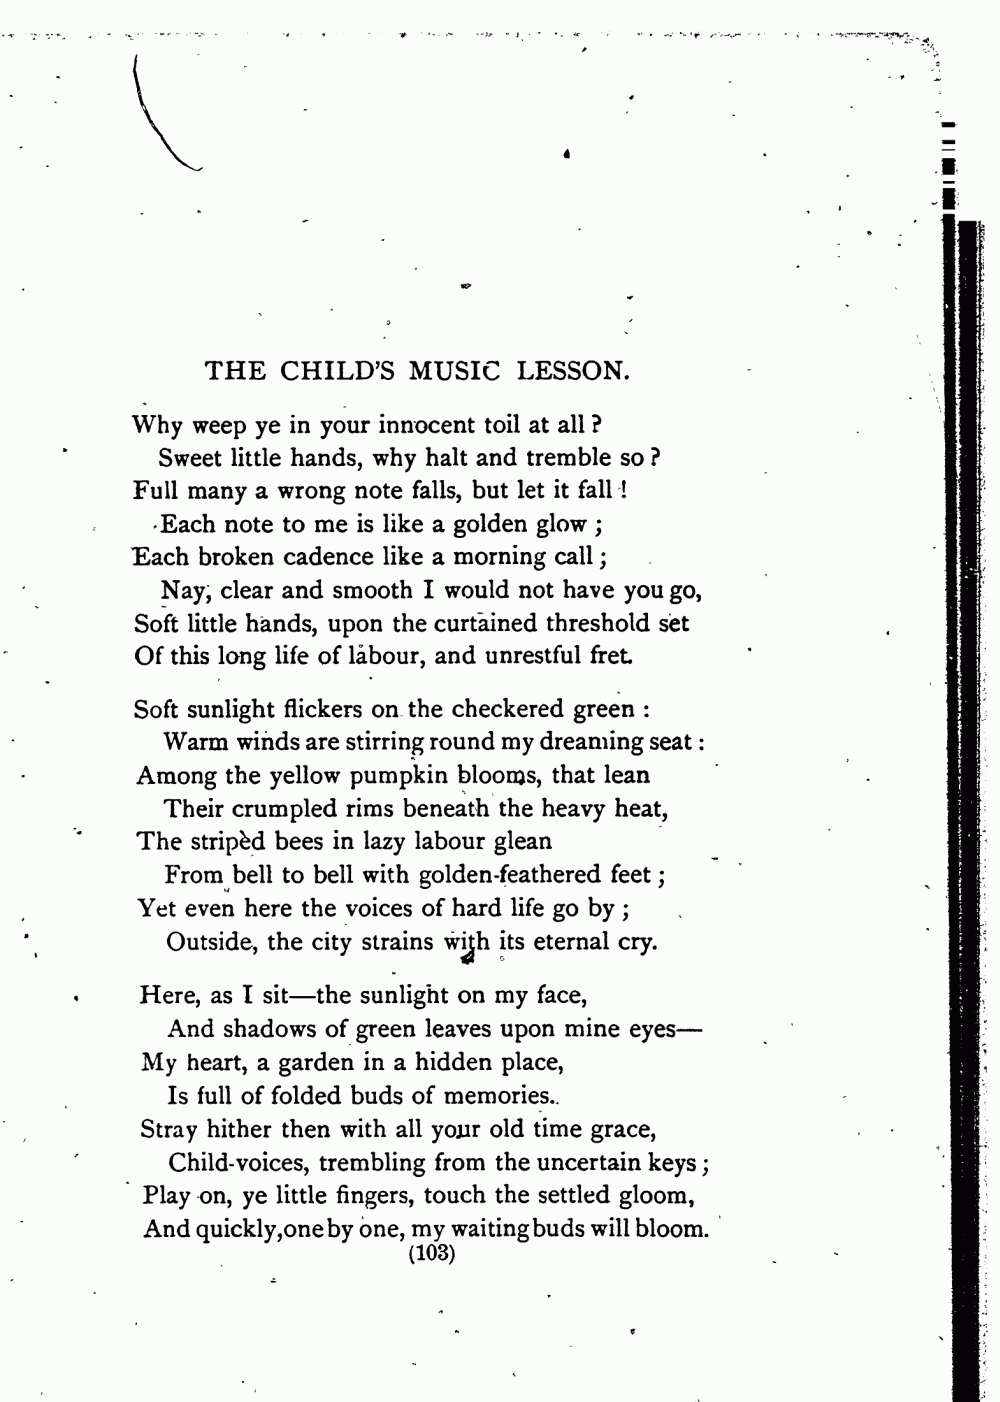 THE CHILD'S MUSIC LESSON.
Why weep ye in your innocent toil at all ?
Sweet little hands, why halt and tremble so ?
Full many a wrong note falls, but let it fall !
Each note to me is like a golden glow ;
Each broken cadence like a morning call ;
Nay, clear and smooth I would not have you go,
Soft little hands, upon the curtained threshold set
Of this long life of labour, and unrestful fret.
Soft sunlight flickers on the checkered green :
Warm winds are stirring round my dreaming seat :
Among the yellow pumpkin blooms, that lean
Their crumpled rims beneath the heavy heat,
The stripèd bees in lazy labour glean
From bell to bell with golden-feathered feet ;
Yet even here the voices of hard life go by ;
Outside, the city strains with its eternal cry.
Here, as I sit—the sunlight on my face,
And shadows of green leaves upon mine eyes—
My heart, a garden in a hidden place,
Is full of folded buds of memories.
Stray hither then with all your old time grace,
Child-voices, trembling from the uncertain keys ;
Play on, ye little fingers, touch the settled gloom,
And quickly, one by one, my waiting buds will bloom.
(103)